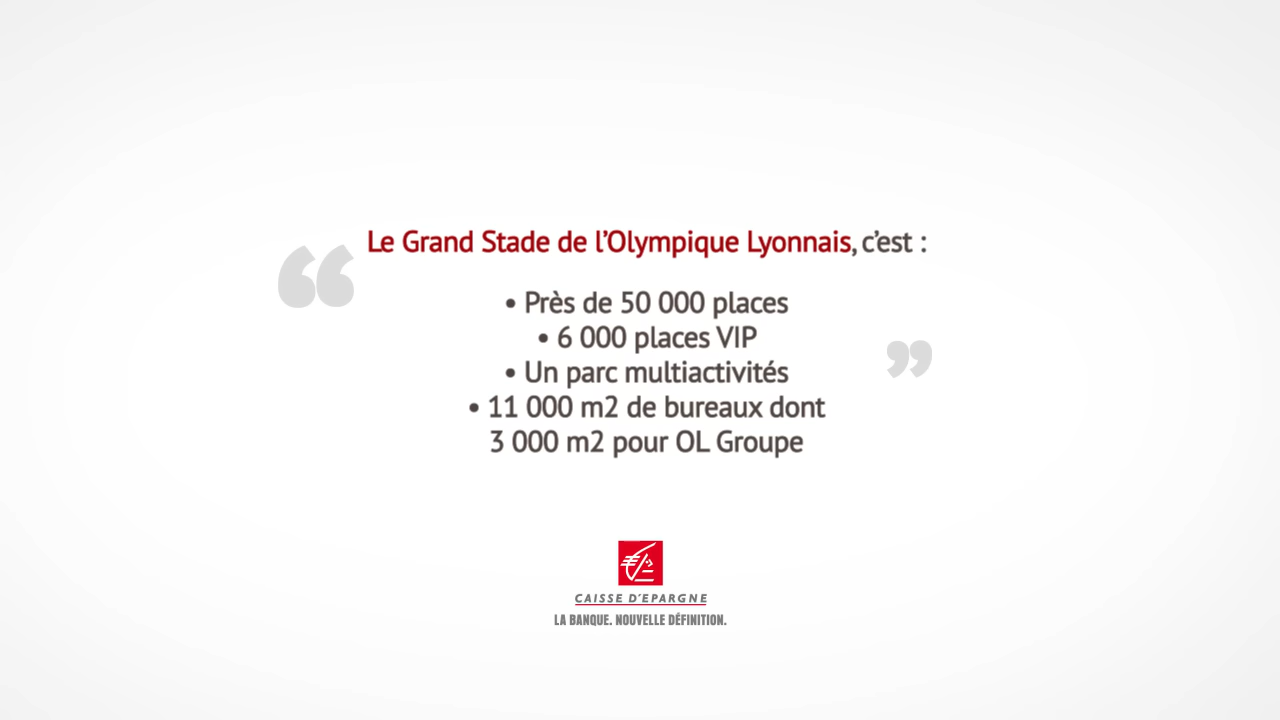 Le Grand Stade de l’Olympique Lyonnais, c’est :
• Près de 50 000 places
• 6 000 places VIP
• Un parc multiactivités
• 11 000 m2 de bureaux dont
3 000 m2 pour OL Groupe
CAISSE D’EPARGNE
LA BANQUE. NOUVELLE DÉFINITION.